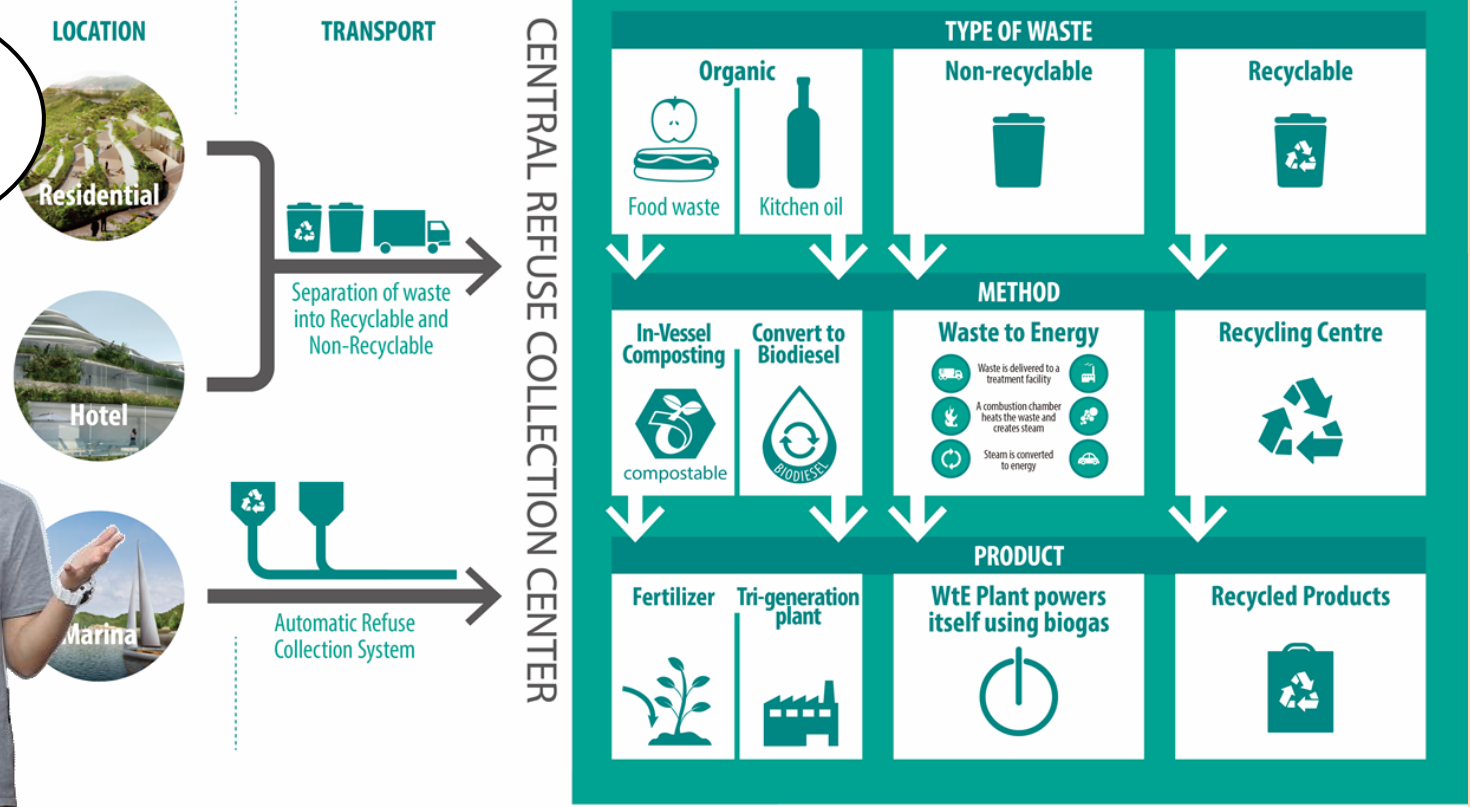 LOCATION
TRANSPORT
Residential
Hotel
Marina
Separation of waste
into Recyclable and
Non-Recyclable
Automatic Refuse
Collection System
CENTRAL REFUSE COLLECTION CENTER
TYPE OF WASTE
Organic
Food waste
Kitchen oil
Non-recyclable
Recyclable
METHOD
In-Vessel
Composting
compostable
Convert to
Biodiesel
BIODIESEL
Waste to Energy
Waste is delivered to a
treatment facility
A combustion chamber
heats the waste and
creates steam
Steam is converted
to energy
Recycling Centre
PRODUCT
Fertilizer
Tri-generation
plant
WtE Plant powers
itself using biogas
Recycled Products